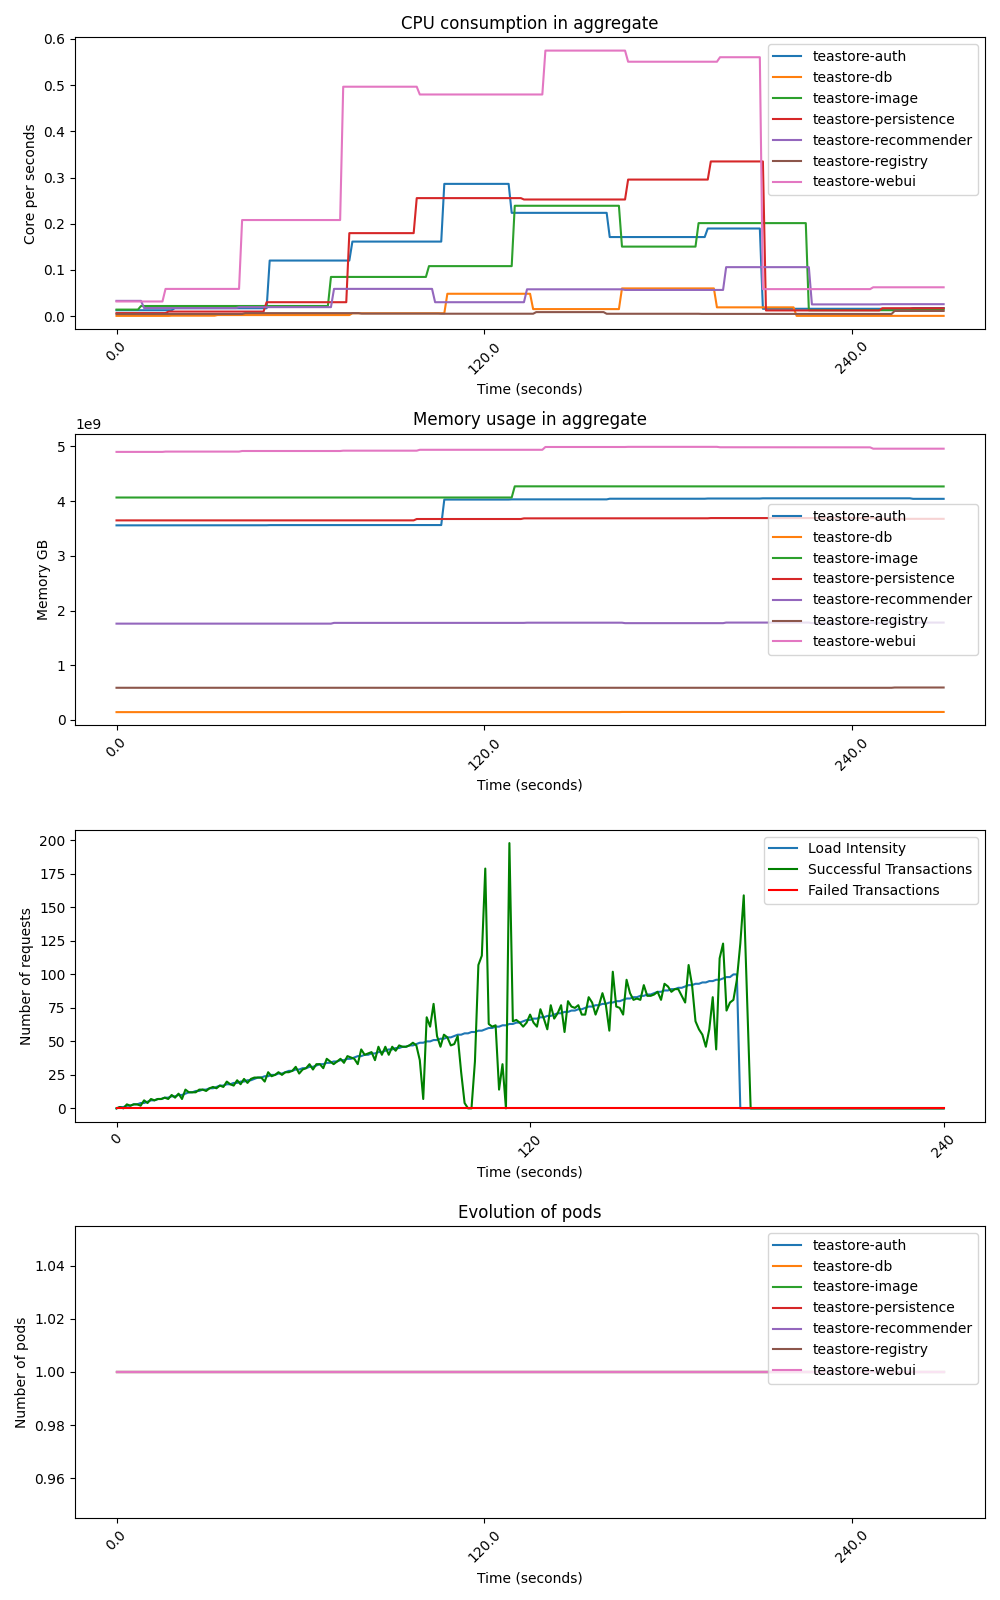 CPU consumption in aggregate
0.6
0.5
0.4
0.3
0.2
0.1
0.0
Core per seconds
teastore-auth
teastore-db
teastore-image
teastore-persistence
teastore-recommender
teastore-registry
teastore-webui
0.0
120.0
240.0
Time (seconds)
Memory usage in aggregate
1e9
5
4
3
2
1
0
Memory GB
teastore-auth
teastore-db
teastore-image
teastore-persistence
teastore-recommender
teastore-registry
teastore-webui
0.0
120.0
240.0
Time (seconds)
200
175
150
125
100
75
50
25
0
Number of requests
Load Intensity
Successful Transactions
Failed Transactions
0
120
240
Time (seconds)
Evolution of pods
1.04
1.02
1.00
0.98
0.96
Number of pods
teastore-auth
teastore-db
teastore-image
teastore-persistence
teastore-recommender
teastore-registry
teastore-webui
0.0
120.0
240.0
Time (seconds)